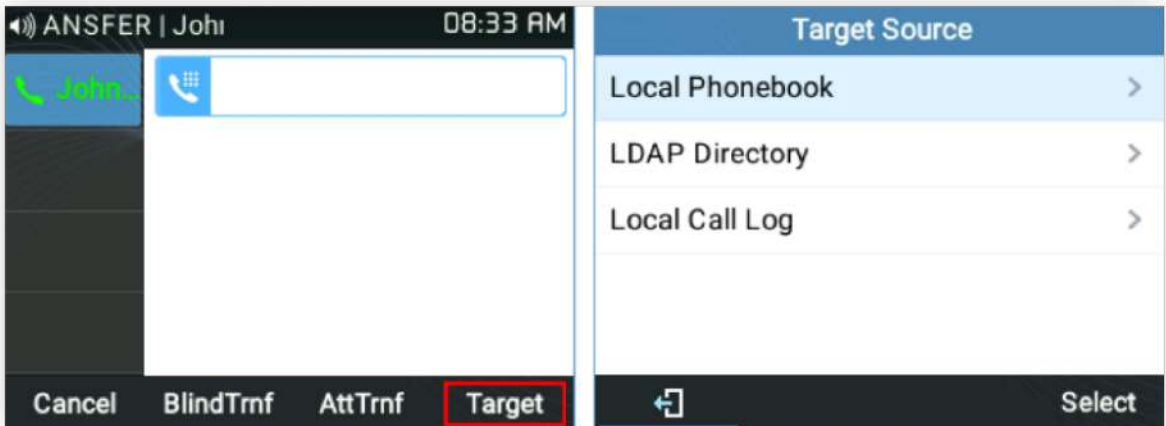 ANSFER | Johı
08:33 AM
John...
Cancel BlindTrnf AttTrnf Target
Target Source
Local Phonebook
LDAP Directory
Local Call Log
Select